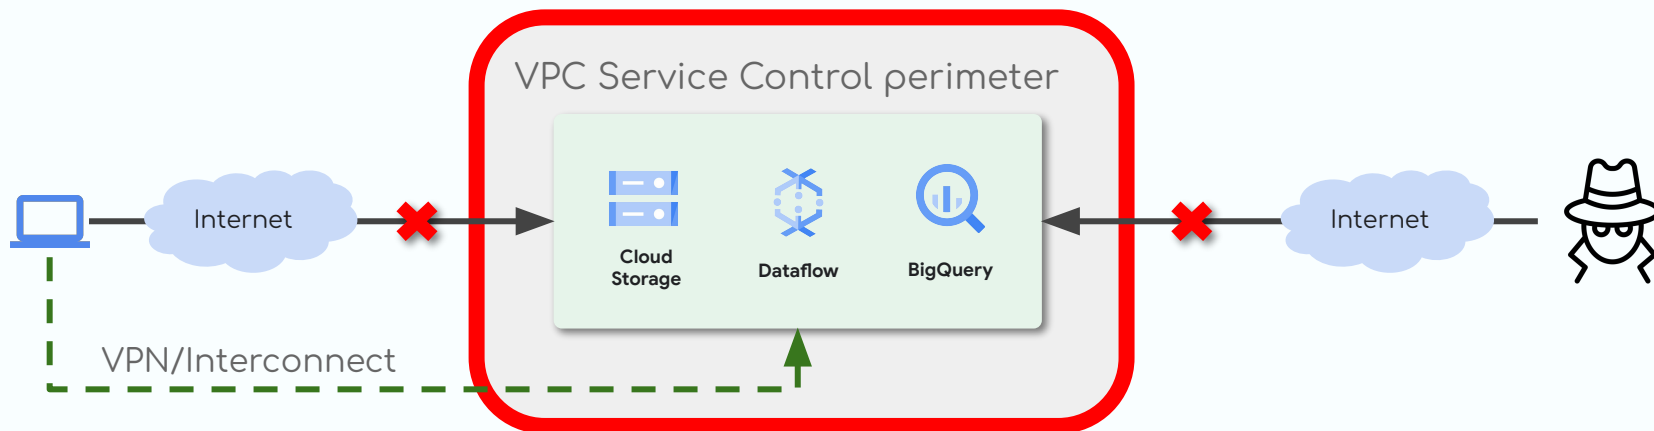 VPC Service Control perimeter
Internet
Internet
Cloud
Storage
Dataflow
BigQuery
VPN/Interconnect